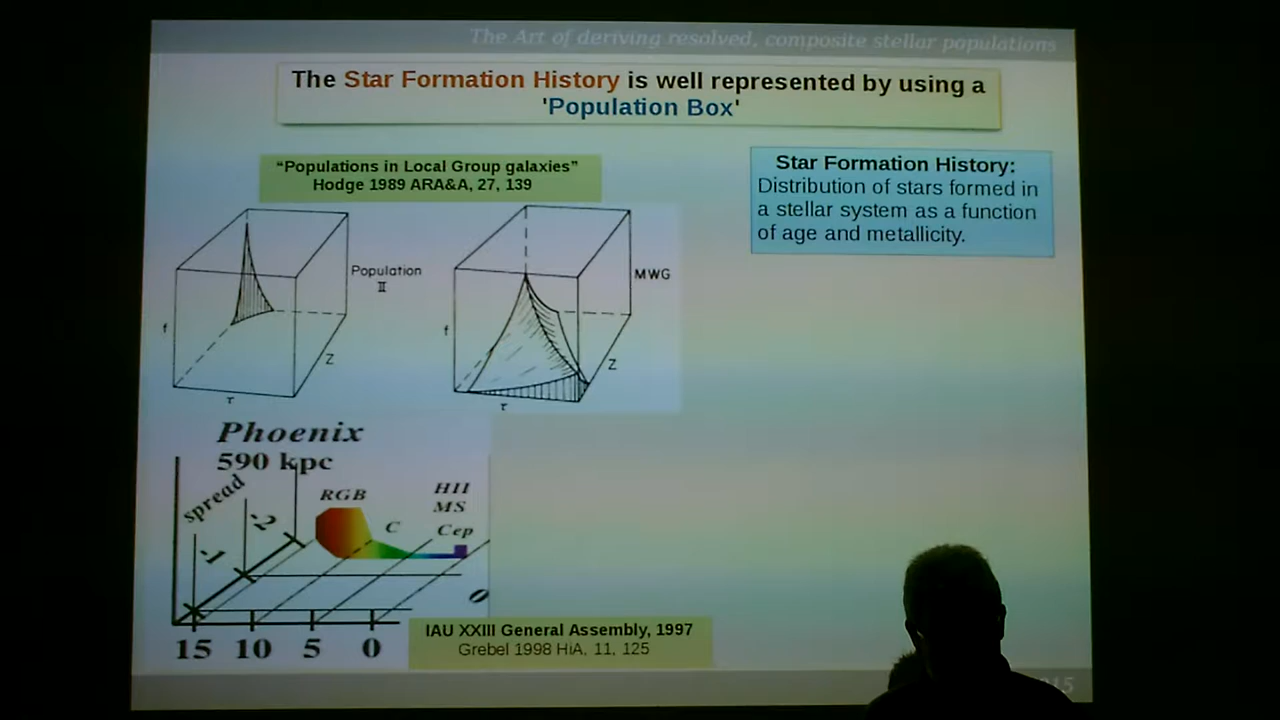 The Art of deriving resolved, composite stellar populations
The Star Formation History is well represented by using a
'Population Box'
“Populations in Local Group galaxies”
Hodge 1989 ARA&A, 27, 139
Star Formation History:
Distribution of stars formed in
a stellar system as a function
of age and metallicity.
Population
II
f
Z
τ
MWG
f
Z
τ
Phoenix
590 kpc
spread
-2
-1
RGB
C
HII
MS
Cep
0
15 10 5 0
IAU XXIII General Assembly, 1997
Grebel 1998 HiA, 11, 125